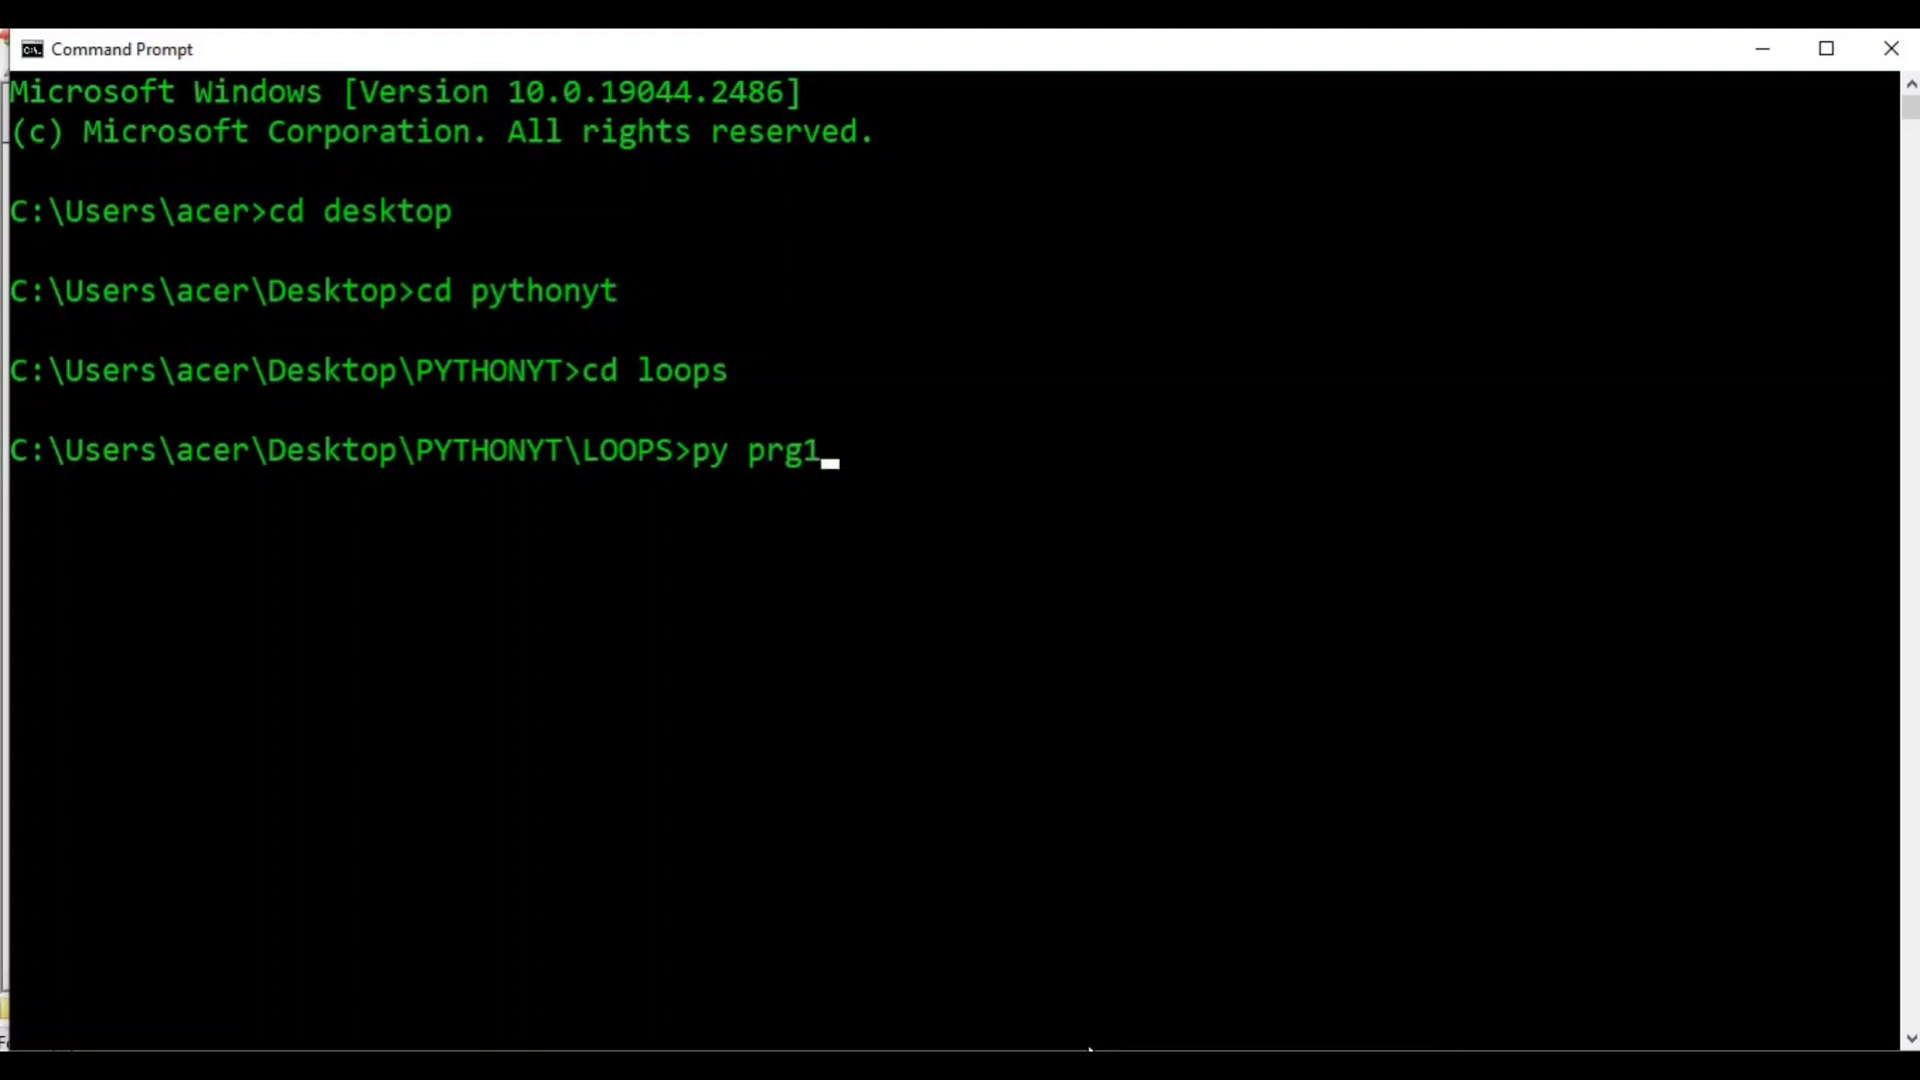 Command Prompt
Microsoft Windows [Version 10.0.19044.2486]
(c) Microsoft Corporation. All rights reserved.
C:\Users\acer>cd desktop
C:\Users\acer\Desktop>cd pythonyt
C:\Users\acer\Desktop\PYTHONYT>cd loops
C:\Users\acer\Desktop\PYTHONYT\LOOPS>py prg1